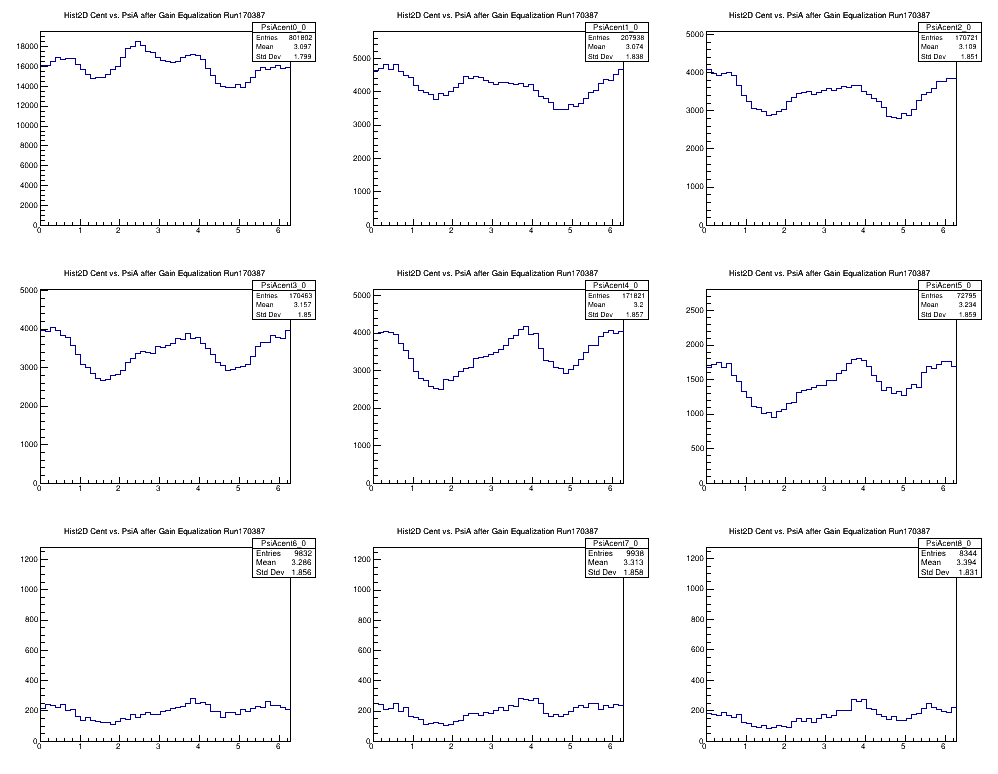 Hist2D Cent vs. PsiA after Gain Equalization Run170387
PsiAcent0_0
Entries 801802
Mean 3.097
Std Dev 1.799
18000
16000
14000
12000
10000
8000
6000
4000
2000
0
0 1 2 3 4 5 6
Hist2D Cent vs. PsiA after Gain Equalization Run170387
PsiAcent1_0
Entries 207938
Mean 3.074
Std Dev 1.838
5000
4000
3000
2000
1000
0
0 1 2 3 4 5 6
Hist2D Cent vs. PsiA after Gain Equalization Run170387
PsiAcent2_0
Entries 170721
Mean 3.109
Std Dev 1.851
5000
4000
3000
2000
1000
0
0 1 2 3 4 5 6
Hist2D Cent vs. PsiA after Gain Equalization Run170387
PsiAcent3_0
Entries 170463
Mean 3.157
Std Dev 1.85
5000
4000
3000
2000
1000
0
0 1 2 3 4 5 6
Hist2D Cent vs. PsiA after Gain Equalization Run170387
PsiAcent4_0
Entries 171821
Mean 3.2
Std Dev 1.857
5000
4000
3000
2000
1000
0
0 1 2 3 4 5 6
Hist2D Cent vs. PsiA after Gain Equalization Run170387
PsiAcent5_0
Entries 72795
Mean 3.234
Std Dev 1.859
2500
2000
1500
1000
500
0
0 1 2 3 4 5 6
Hist2D Cent vs. PsiA after Gain Equalization Run170387
PsiAcent6_0
Entries 9832
Mean 3.286
Std Dev 1.856
1200
1000
800
600
400
200
0
0 1 2 3 4 5 6
Hist2D Cent vs. PsiA after Gain Equalization Run170387
PsiAcent7_0
Entries 9938
Mean 3.313
Std Dev 1.858
1200
1000
800
600
400
200
0
0 1 2 3 4 5 6
Hist2D Cent vs. PsiA after Gain Equalization Run170387
PsiAcent8_0
Entries 8344
Mean 3.394
Std Dev 1.831
1200
1000
800
600
400
200
0
0 1 2 3 4 5 6